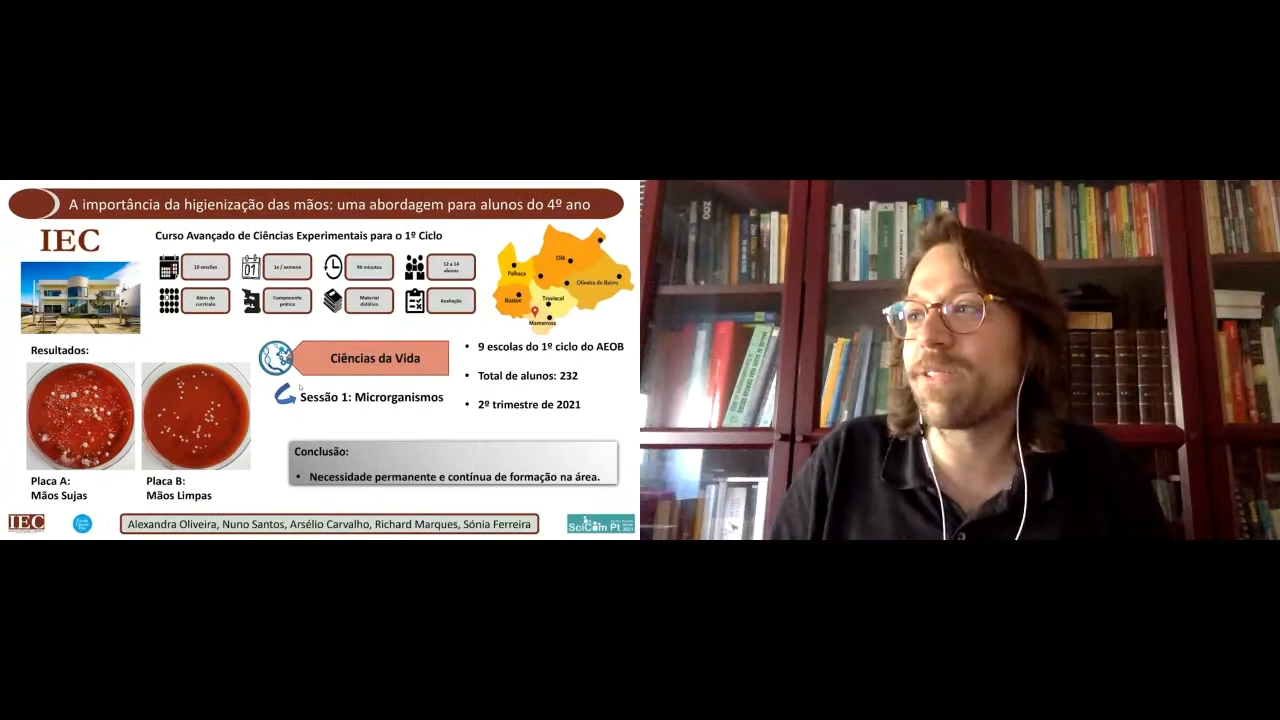 A importância da higienização das mãos: uma abordagem para alunos do 4º ano
IEC
Curso Avançado de Ciências Experimentais para o 1º Ciclo
10 sessões
1x / semana
90 minutos
12 a 14
alunos
Além do
currículo
Componente
prática
Material
didático
Avaliação
Palhaça
Oiã
Oliveira do Bairro
Bustos
Troviscal
Mamarrosa
Resultados:
Ciências da Vida
Sessão 1: Microrganismos
• 9 escolas do 1º ciclo do AEOB
• Total de alunos: 232
• 2º trimestre de 2021
Conclusão:
• Necessidade permanente e contínua de formação na área.
Placa A:
Mãos Sujas
Placa B:
Mãos Limpas
IEC
Alexandra Oliveira, Nuno Santos, Arsélio Carvalho, Richard Marques, Sónia Ferreira
SciCom Pt
2021
ZOO